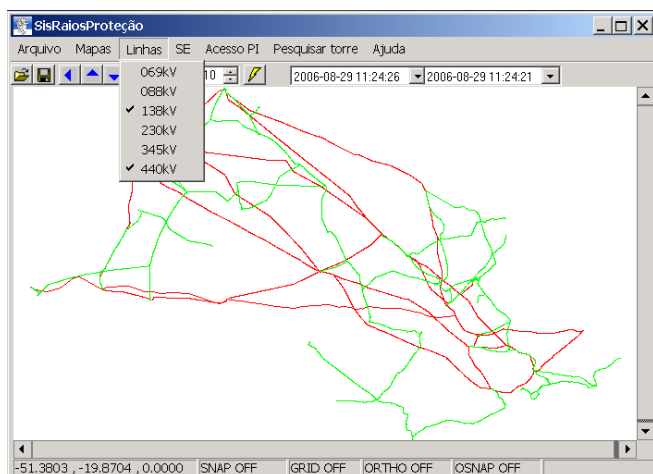 SisRaiosProteção
Arquivo Mapas Linhas SE Acesso PI Pesquisar torre Ajuda
10 2006-08-29 11:24:26 2006-08-29 11:24:21
069kV
088kV
138kV
230kV
345kV
440kV
-51.3803 , -19.8704 , 0.0000 SNAP OFF GRID OFF ORTHO OFF OSNAP OFF